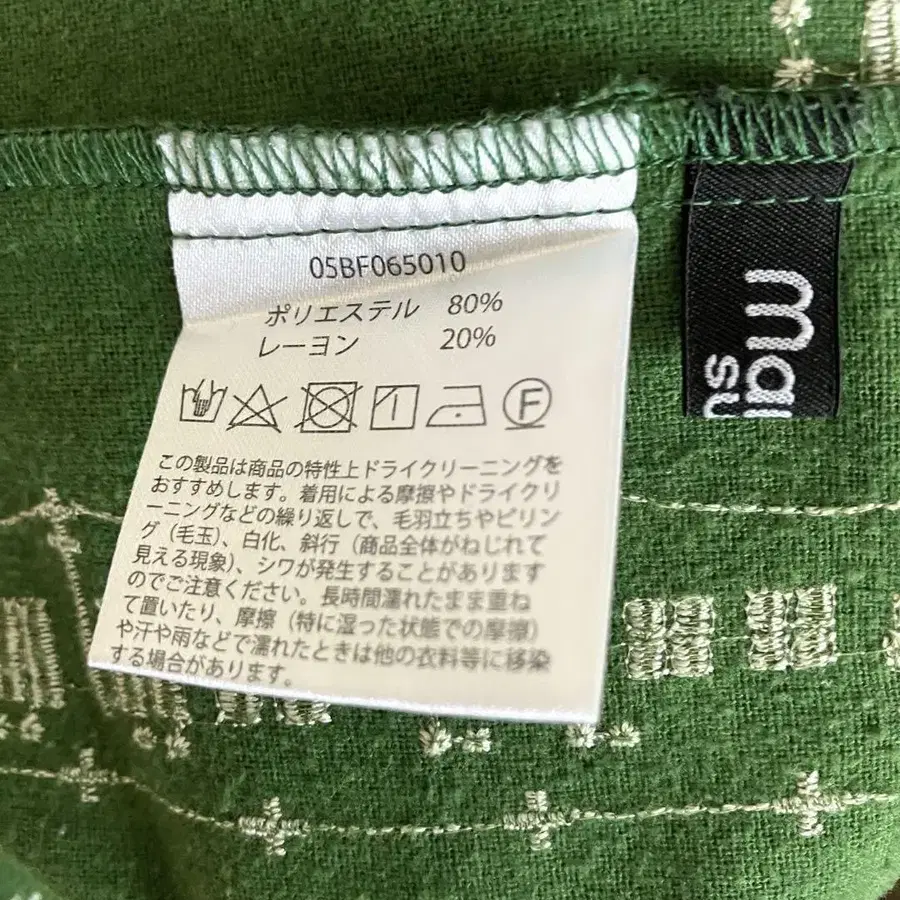 05BF065010
ポリエステル 80%
レーヨン 20%
F
この製品は商品の特性上ドライクリーニングを
おすすめします。着用による摩擦やドライクリ
ーニングなどの繰り返しで、毛羽立ちやピリン
グ（毛玉）、白化、斜行（商品全体がねじれて
見える現象）、シワが発生することがあります
のでご注意ください。長時間濡れたまま重ね
て置いたり、摩擦（特に湿った状態での摩擦）
や汗や雨などで濡れたときは他の衣料等に移染
する場合があります。